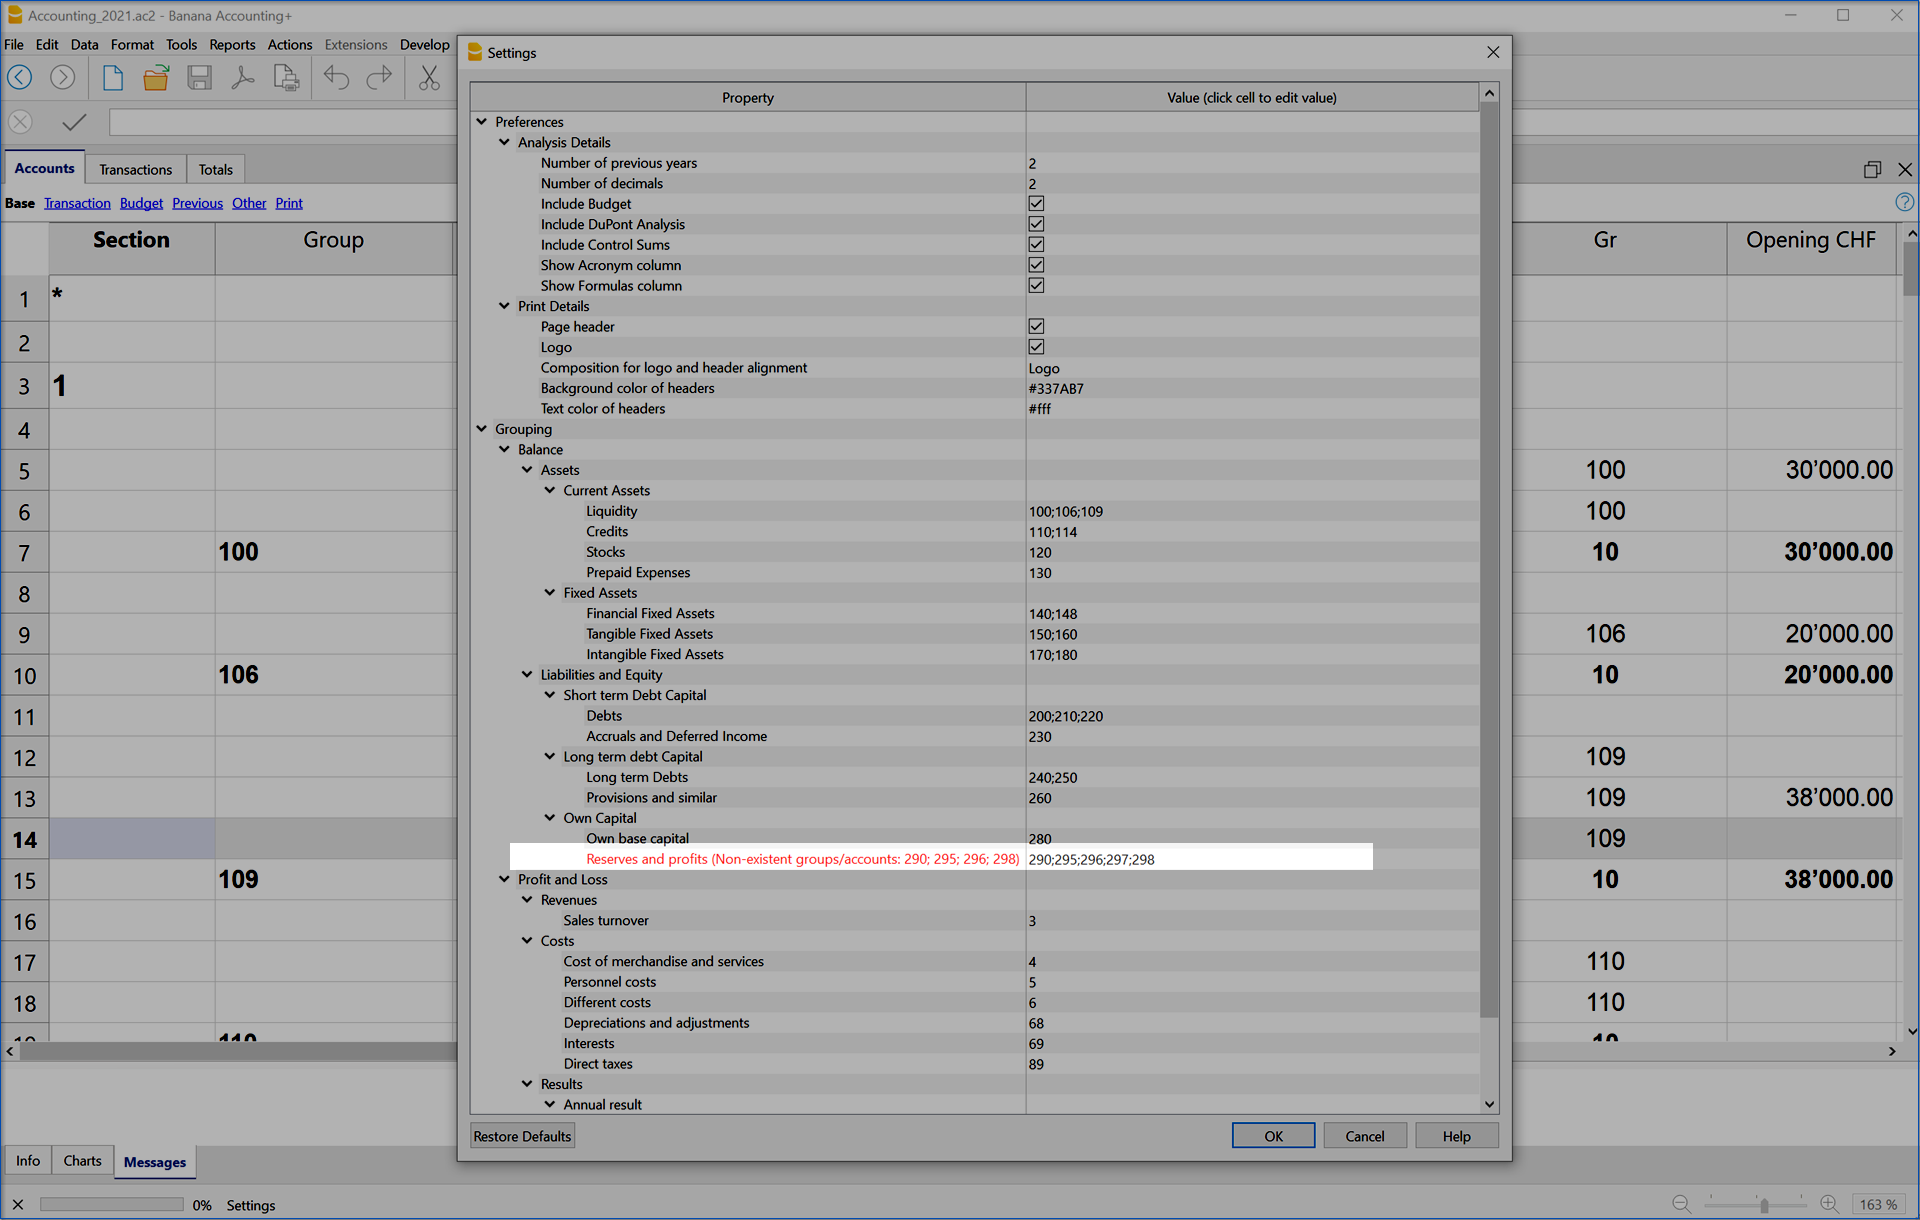 Accounting_2021.ac2 - Banana Accounting+
File Edit Data Format Tools Reports Actions Extensions Develop
Accounts Transactions Totals
Base Transaction Budget Previous Other Print
Section Group Gr Opening CHF
1 *
2
3 1
4
5 100 30’000.00
6 100
7 100 10 30’000.00
8
9 106 20’000.00
10 106 10 20’000.00
11
12 109
13 109 38’000.00
14 109
15 109 10 38’000.00
16
17 110
18 110
19 110 10
Settings
Property Value (click cell to edit value)
Preferences
Analysis Details
Number of previous years 2
Number of decimals 2
Include Budget
Include DuPont Analysis
Include Control Sums
Show Acronym column
Show Formulas column
Print Details
Page header
Logo
Composition for logo and header alignment Logo
Background color of headers #337AB7
Text color of headers #fff
Grouping
Balance
Assets
Current Assets
Liquidity 100;106;109
Credits 110;114
Stocks 120
Prepaid Expenses 130
Fixed Assets
Financial Fixed Assets 140;148
Tangible Fixed Assets 150;160
Intangible Fixed Assets 170;180
Liabilities and Equity
Short term Debt Capital
Debts 200;210;220
Accruals and Deferred Income 230
Long term debt Capital
Long term Debts 240;250
Provisions and similar 260
Own Capital
Own base capital 280
Reserves and profits (Non-existent groups/accounts: 290; 295; 296; 298) 290;295;296;297;298
Profit and Loss
Revenues
Sales turnover 3
Costs
Cost of merchandise and services 4
Personnel costs 5
Different costs 6
Depreciations and adjustments 68
Interests 69
Direct taxes 89
Results
Annual result
Restore Defaults OK Cancel Help
Info Charts Messages
0% Settings 163 %